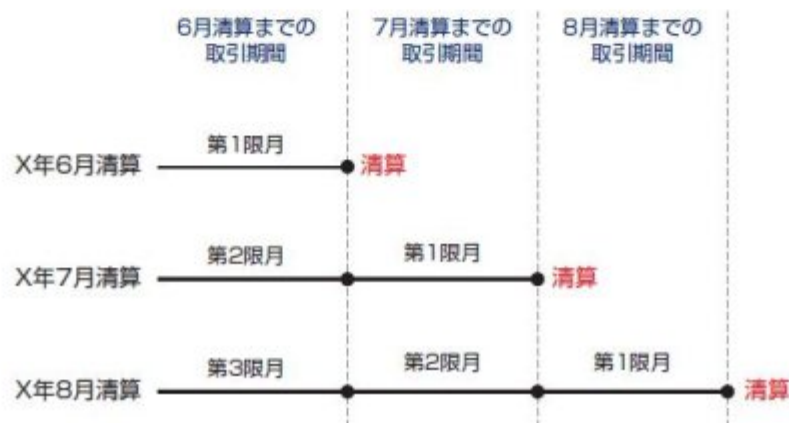 6月清算までの
取引期間
7月清算までの
取引期間
8月清算までの
取引期間
X年6月清算
第1限月
清算
X年7月清算
第2限月
第1限月
清算
X年8月清算
第3限月
第2限月
第1限月
清算